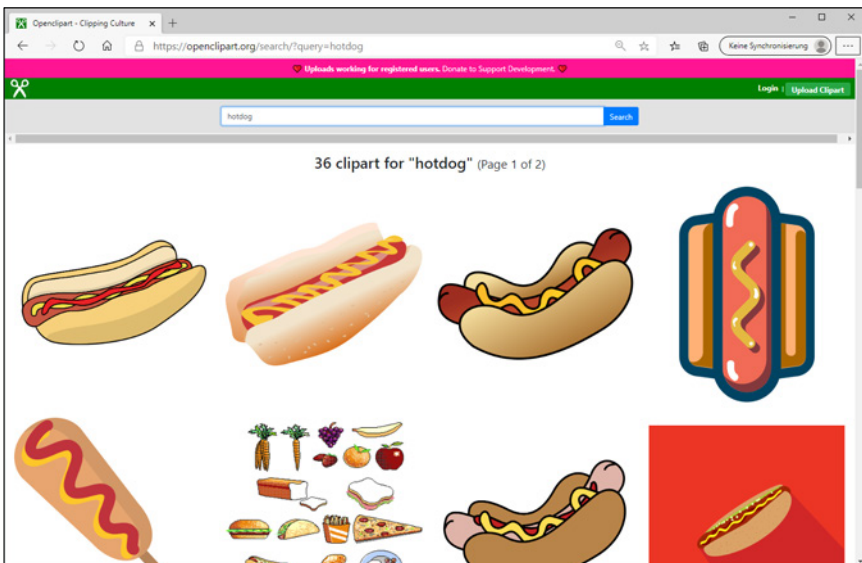 Openclipart - Clipping Culture
https://openclipart.org/search/?query=hotdog
Keine Synchronisierung
Uploads working for registered users. Donate to Support Development.
Login | Upload Clipart
hotdog
Search
36 clipart for "hotdog" (Page 1 of 2)